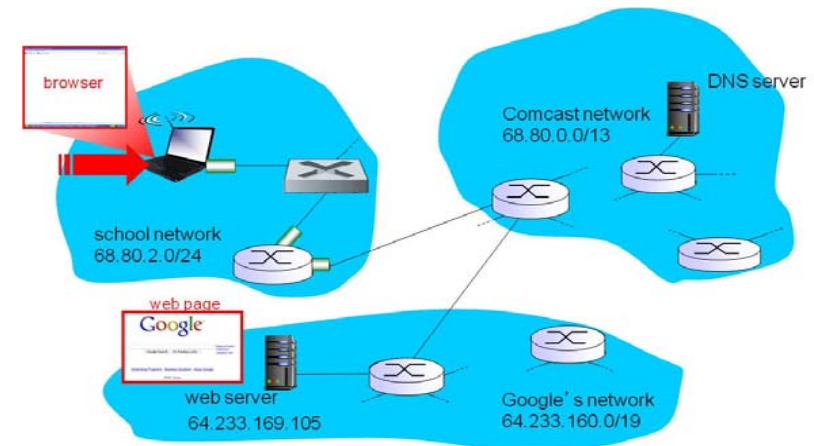 browser
DNS server
Comcast network
68.80.0.0/13
school network
68.80.2.0/24
web page
Google
web server
64.233.169.105
Google's network
64.233.160.0/19